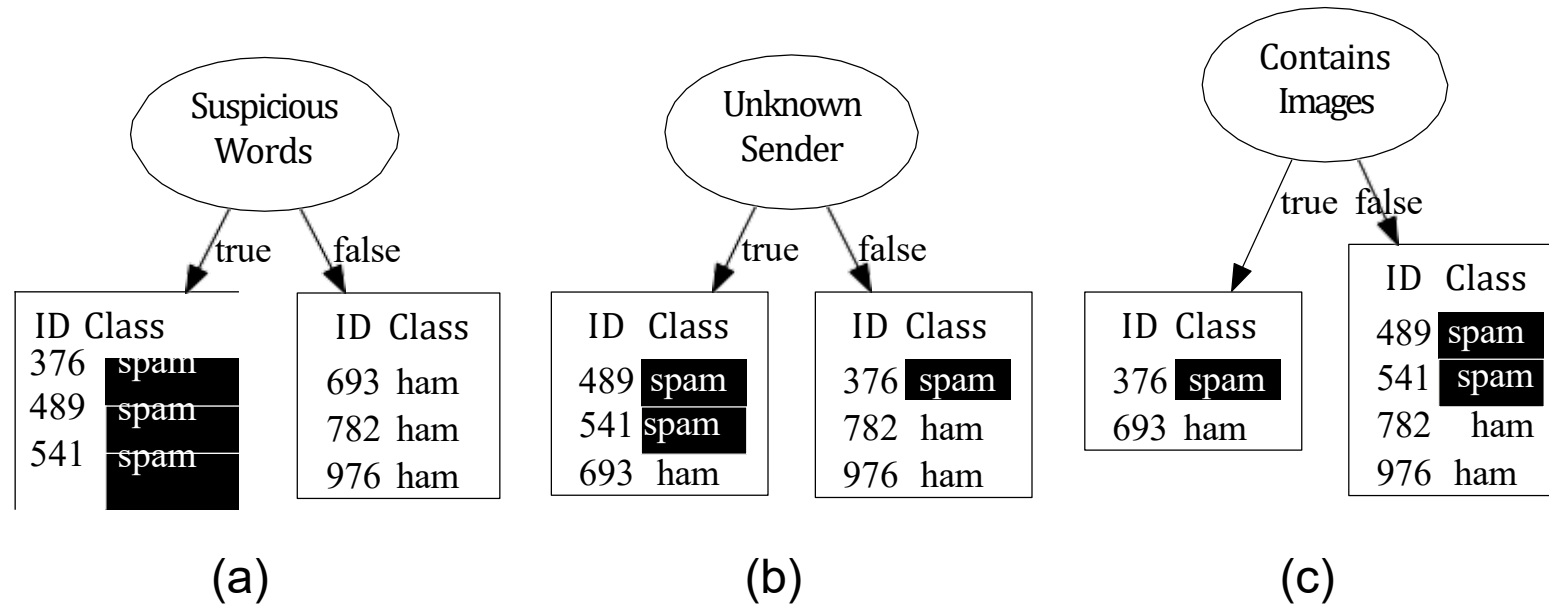 Suspicious
Words
true
false
ID Class
376 spam
489 spam
541 spam
ID Class
693 ham
782 ham
976 ham
(a)
Unknown
Sender
true
false
ID Class
489 spam
541 spam
693 ham
ID Class
376 spam
782 ham
976 ham
(b)
Contains
Images
true
false
ID Class
376 spam
693 ham
ID Class
489 spam
541 spam
782 ham
976 ham
(c)